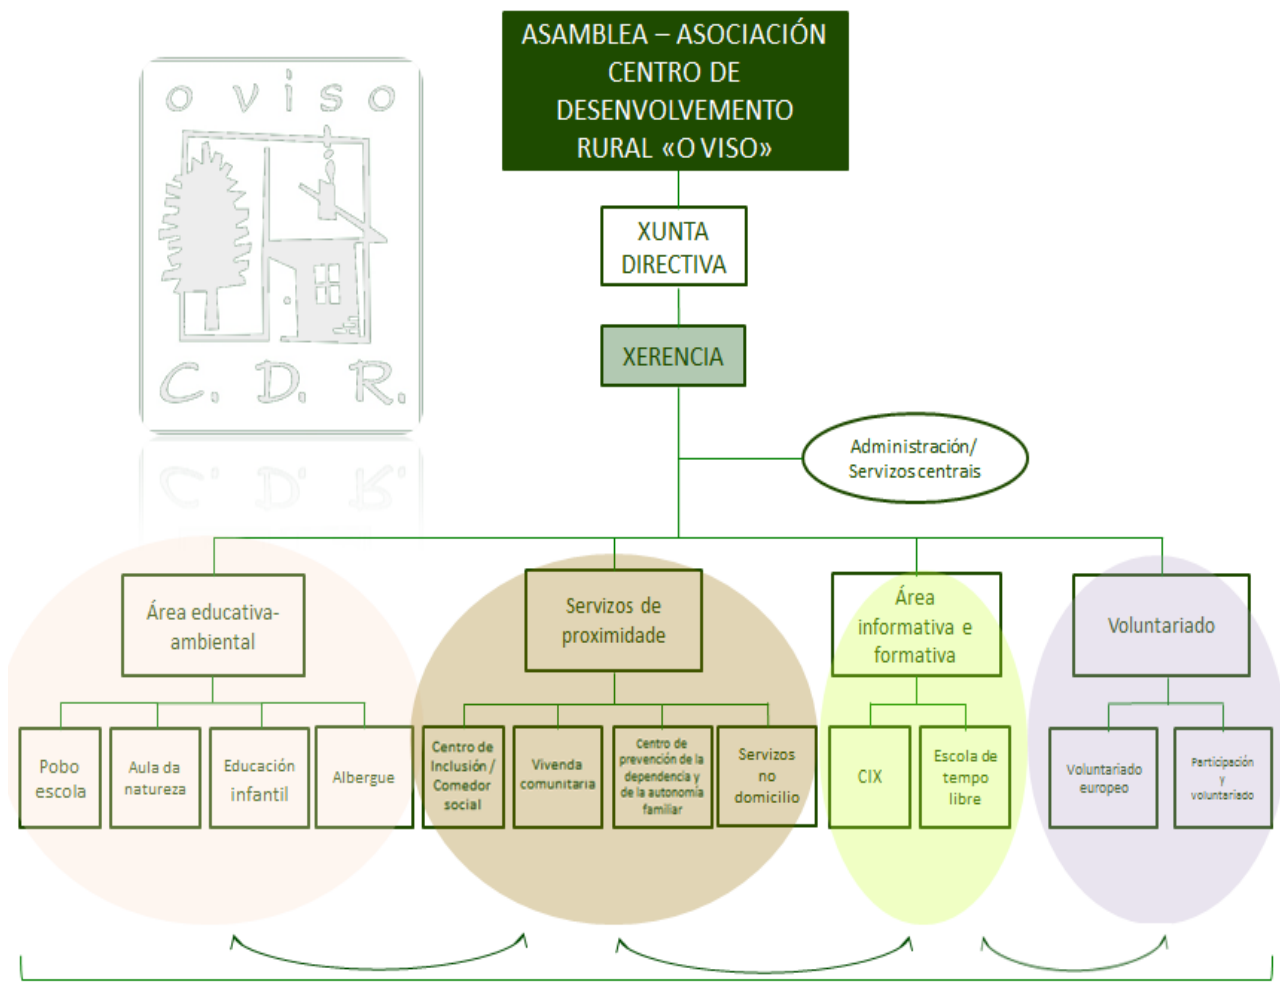 o viso
C. D. R.
ASAMBLEA – ASOCIACIÓN
CENTRO DE
DESENVOLVEMENTO
RURAL «O VISO»
XUNTA
DIRECTIVA
XERENCIA
Administración/
Servizos centrais
Área educativa-
ambiental
Servizos de
proximidade
Área
informativa e
formativa
Voluntariado
Pobo
escola
Aula da
natureza
Educación
infantil
Albergue
Centro de
Inclusión /
Comedor
social
Vivenda
comunitaria
Centro de
prevención de la
dependencia y
de la autonomía
familiar
Servizos
no
domicilio
CIX
Escola de
tempo
libre
Voluntariado
europeo
Participación
y
voluntariado